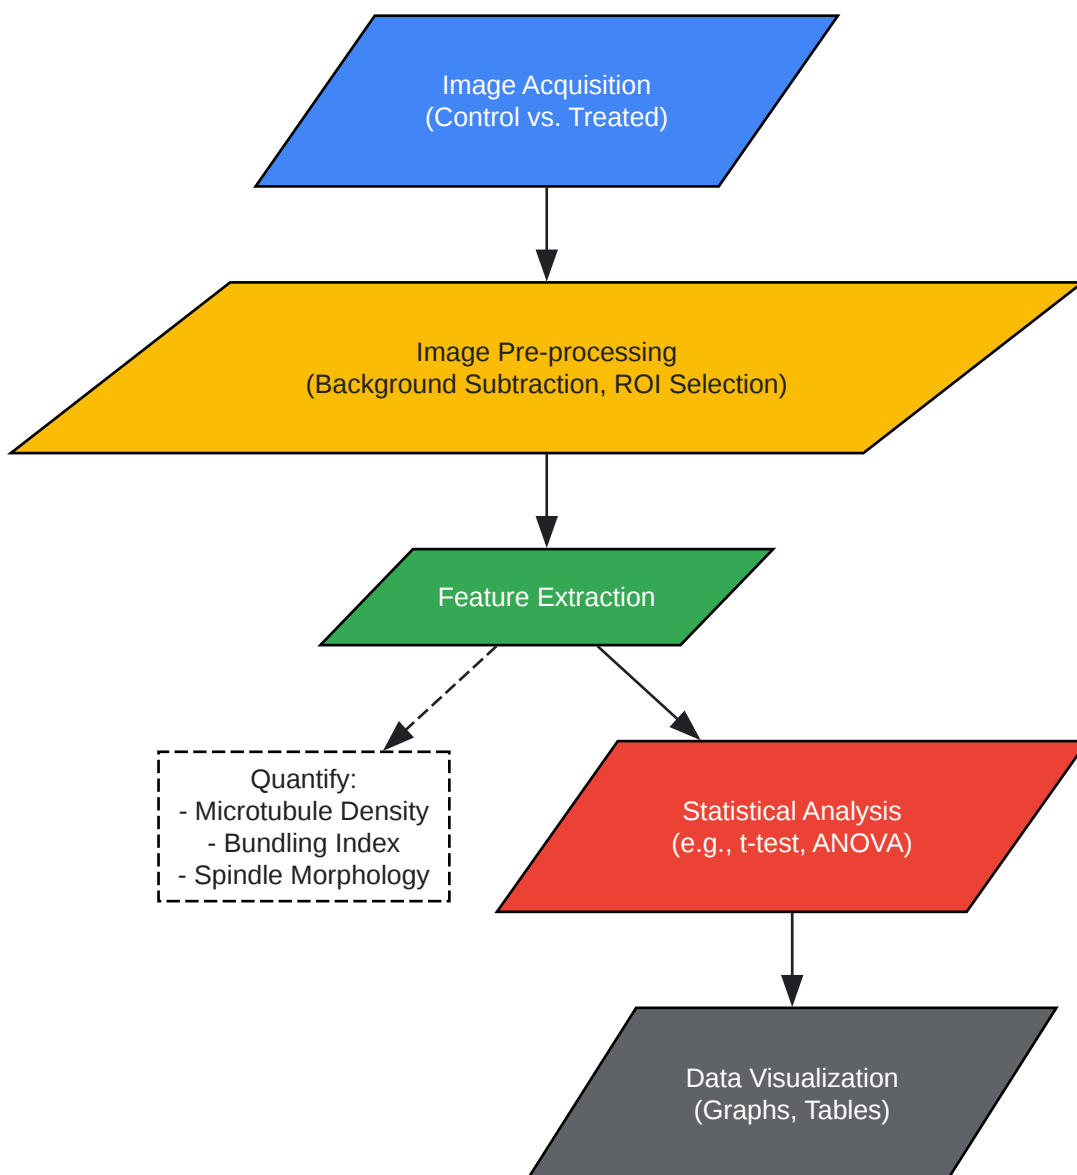 Image Acquisition
(Control vs. Treated)
Image Pre-processing
(Background Subtraction, ROI Selection)
Feature Extraction
Quantify:
- Microtubule Density
- Bundling Index
- Spindle Morphology
Statistical Analysis
(e.g., t-test, ANOVA)
Data Visualization
(Graphs, Tables)